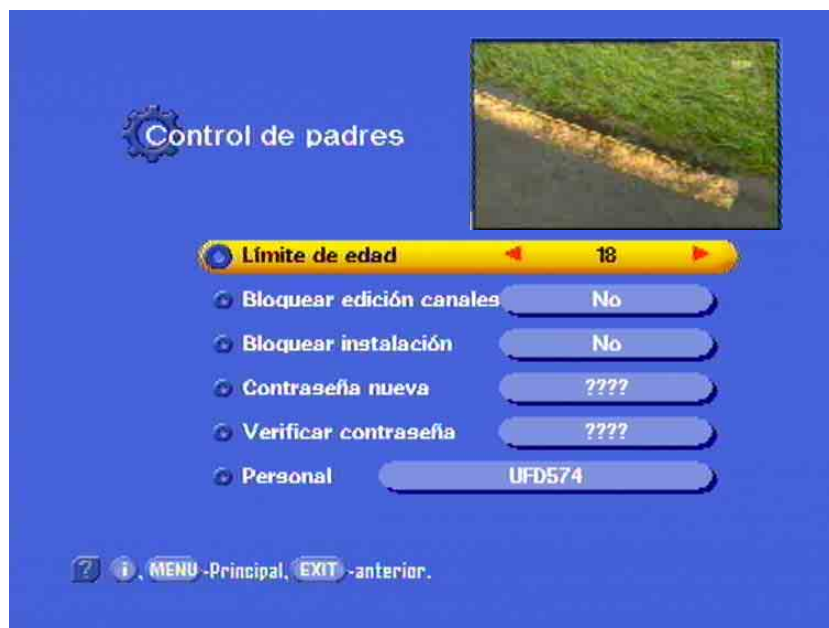 Control de padres
Límite de edad 18
Bloquear edición canales No
Bloquear instalación No
Contraseña nueva ????
Verificar contraseña ????
Personal UFD574
? i, MENU-Principal, EXIT-anterior.